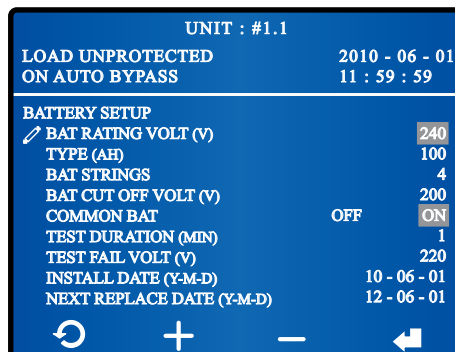 UNIT : #1.1
LOAD UNPROTECTED 2010 - 06 - 01
ON AUTO BYPASS 11 : 59 : 59
BATTERY SETUP
BAT RATING VOLT (V) 240
TYPE (AH) 100
BAT STRINGS 4
BAT CUT OFF VOLT (V) 200
COMMON BAT OFF ON
TEST DURATION (MIN) 1
TEST FAIL VOLT (V) 220
INSTALL DATE (Y-M-D) 10 - 06 - 01
NEXT REPLACE DATE (Y-M-D) 12 - 06 - 01